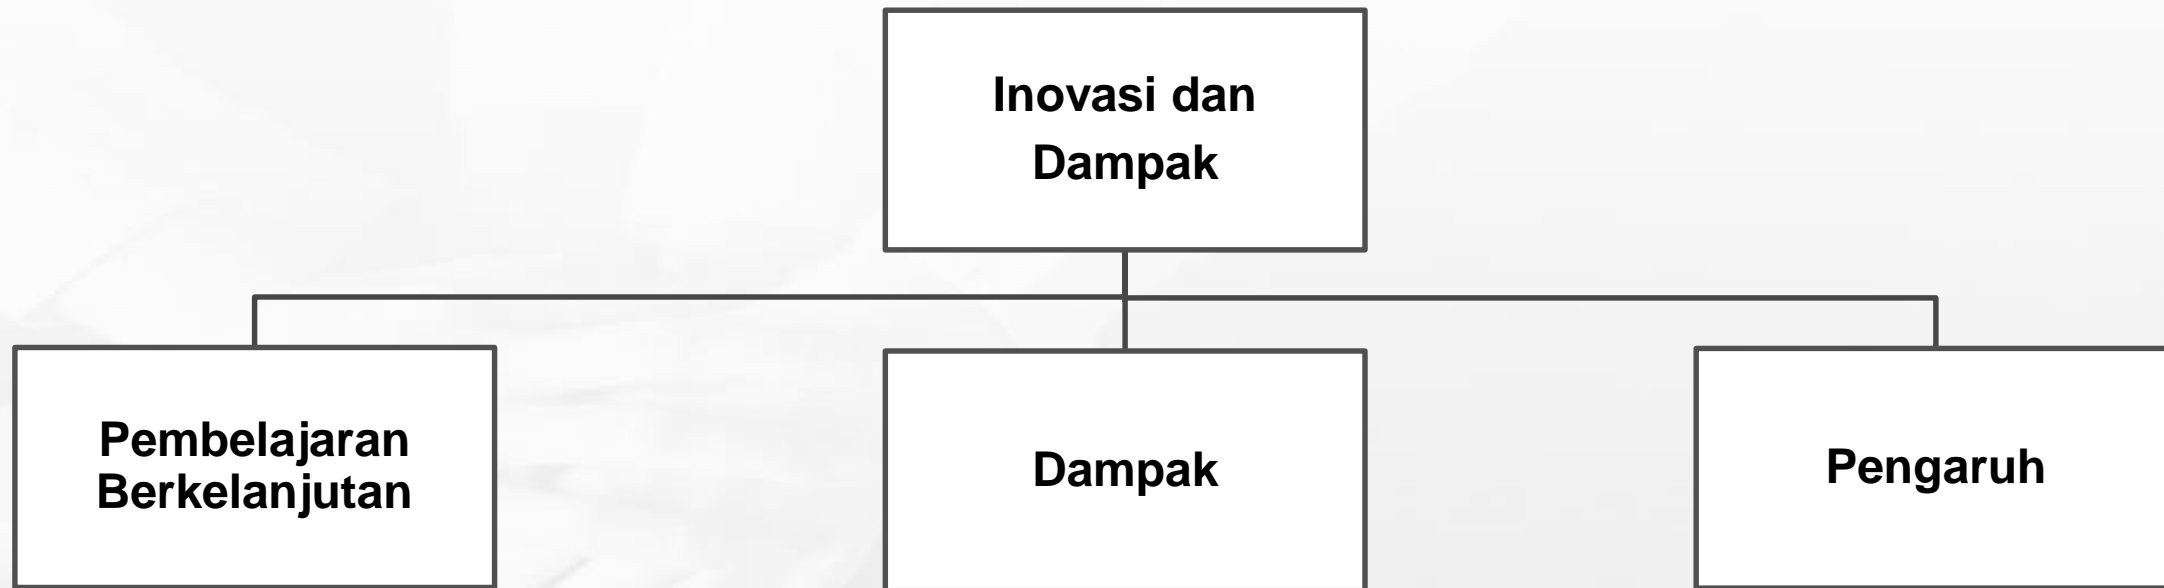 Inovasi dan
Dampak
Pembelajaran
Berkelanjutan
Dampak
Pengaruh